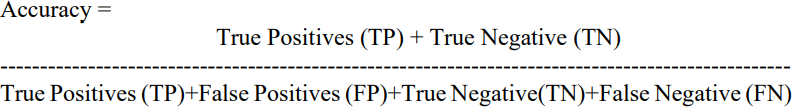 Accuracy =
True Positives (TP) + True Negative (TN)
-----------------------------------------------------------------------------------------------
True Positives (TP)+False Positives (FP)+True Negative(TN)+False Negative (FN)